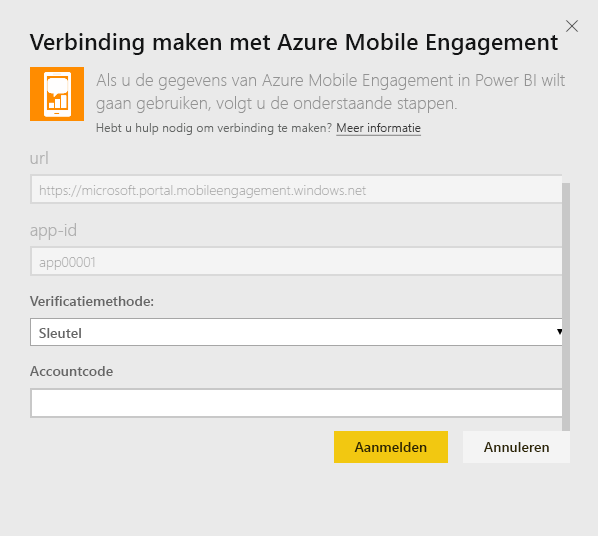 Verbinding maken met Azure Mobile Engagement
Als u de gegevens van Azure Mobile Engagement in Power BI wilt
gaan gebruiken, volgt u de onderstaande stappen.
Hebt u hulp nodig om verbinding te maken? Meer informatie
url
https://microsoft.portal.mobileengagement.windows.net
app-id
app00001
Verificatiemethode:
Sleutel
Accountcode
Aanmelden
Annuleren